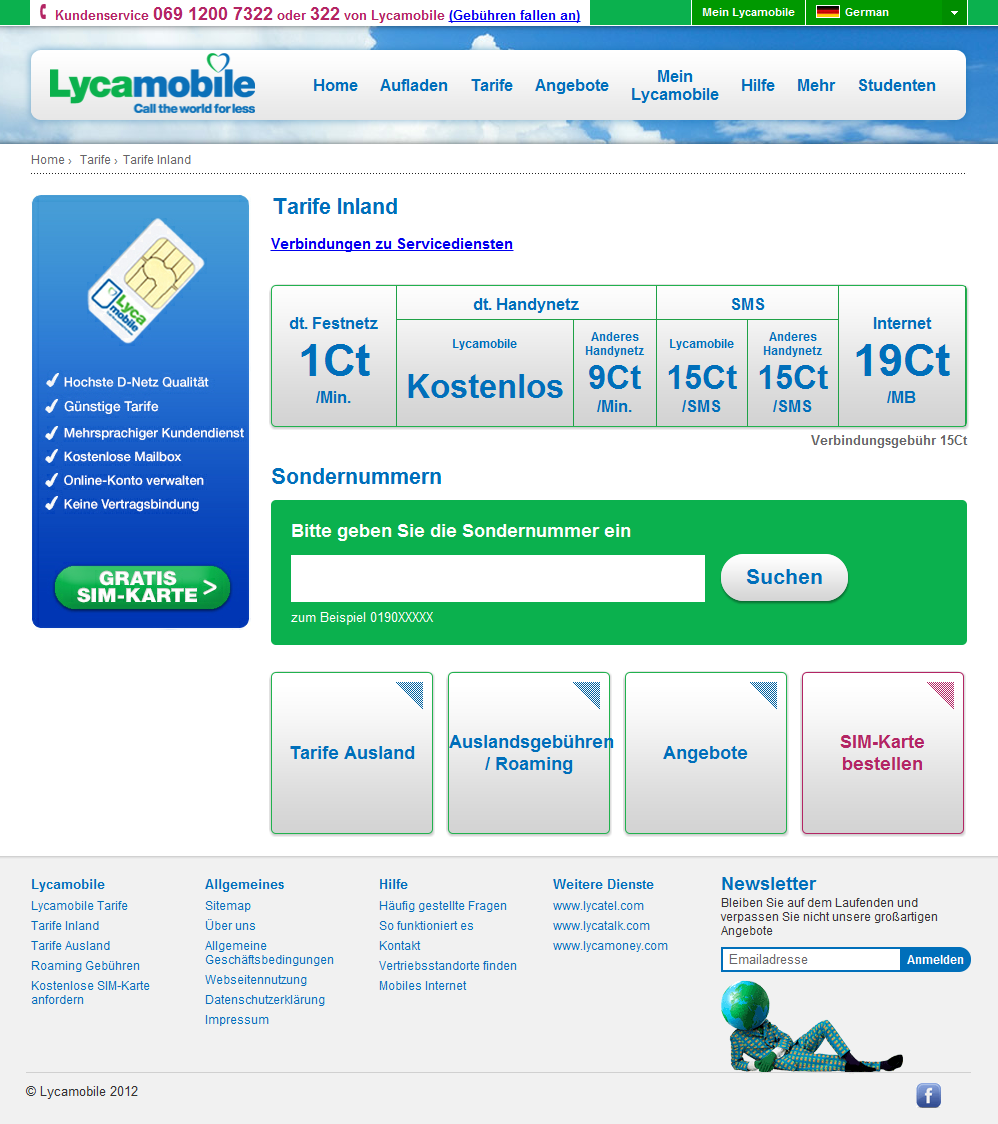 Kundenservice 069 1200 7322 oder 322 von Lycamobile (Gebühren fallen an)
Mein Lycamobile
German
Lycamobile
Call the world for less
Home
Aufladen
Tarife
Angebote
Mein
Lycamobile
Hilfe
Mehr
Studenten
Home › Tarife › Tarife Inland
Lyca
mobile
Hochste D-Netz Qualität
Günstige Tarife
Mehrsprachiger Kundendienst
Kostenlose Mailbox
Online-Konto verwalten
Keine Vertragsbindung
GRATIS
SIM-KARTE >
Tarife Inland
Verbindungen zu Servicediensten
dt. Festnetz
1Ct
/Min.
dt. Handynetz
Lycamobile
Kostenlos
Anderes
Handynetz
9Ct
/Min.
SMS
Lycamobile
15Ct
/SMS
Anderes
Handynetz
15Ct
/SMS
Internet
19Ct
/MB
Verbindungsgebühr 15Ct
Sondernummern
Bitte geben Sie die Sondernummer ein
Suchen
zum Beispiel 0190XXXXX
Tarife Ausland
Auslandsgebühren
/ Roaming
Angebote
SIM-Karte
bestellen
Lycamobile
Lycamobile Tarife
Tarife Inland
Tarife Ausland
Roaming Gebühren
Kostenlose SIM-Karte
anfordern
Allgemeines
Sitemap
Über uns
Allgemeine
Geschäftsbedingungen
Webseitennutzung
Datenschutzerklärung
Impressum
Hilfe
Häufig gestellte Fragen
So funktioniert es
Kontakt
Vertriebsstandorte finden
Mobiles Internet
Weitere Dienste
www.lycatel.com
www.lycatalk.com
www.lycamoney.com
Newsletter
Bleiben Sie auf dem Laufenden und
verpassen Sie nicht unsere großartigen
Angebote
Emailadresse
Anmelden
© Lycamobile 2012
f